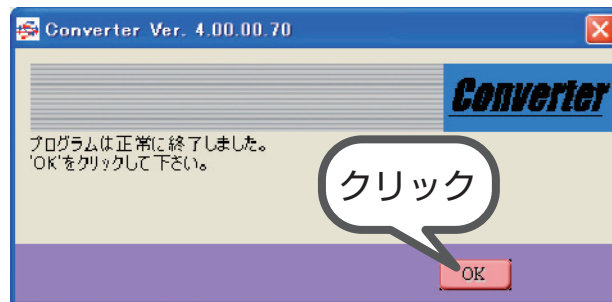 Converter Ver. 4.00.00.70
Converter
プログラムは正常に終了しました。
'OK'をクリックして下さい。
クリック
OK